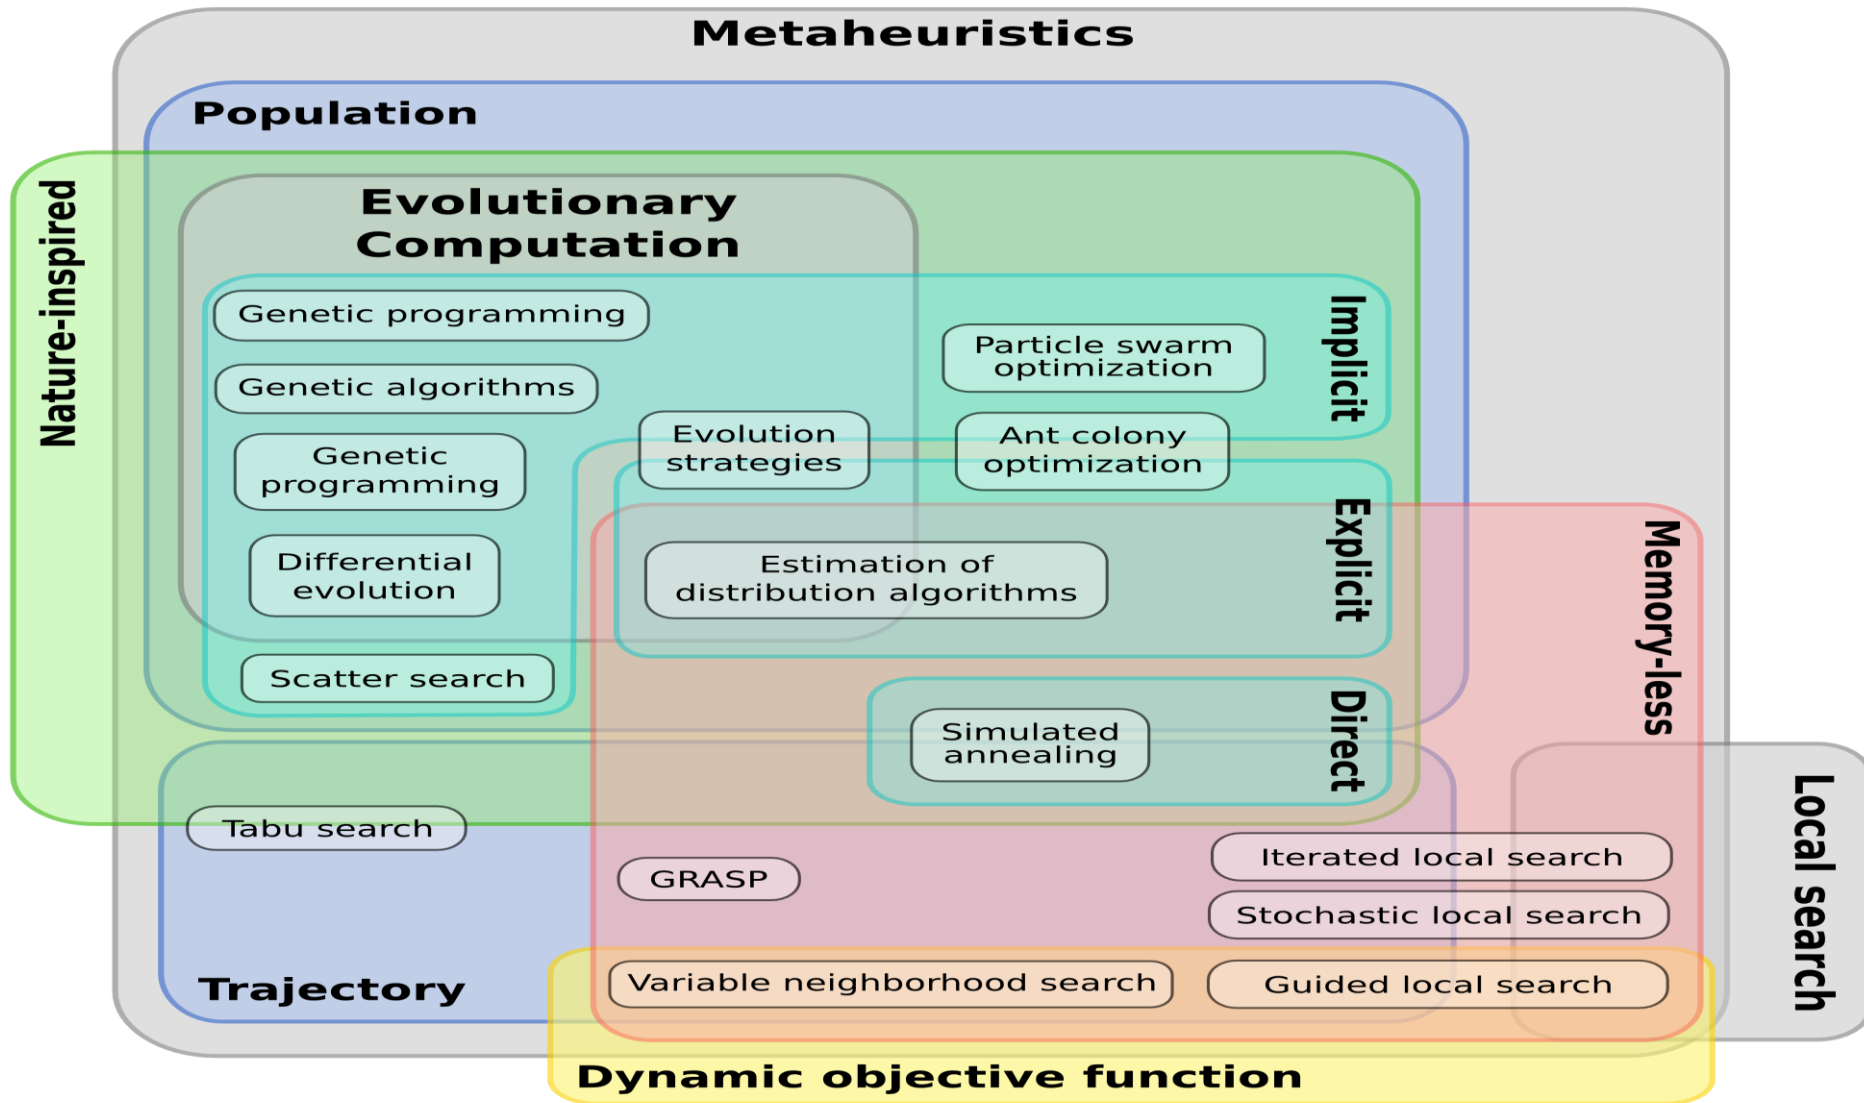 Metaheuristics
Population
Nature-inspired
Evolutionary
Computation
Genetic programming
Genetic algorithms
Genetic
programming
Differential
evolution
Scatter search
Evolution
strategies
Particle swarm
optimization
Ant colony
optimization
Implicit
Estimation of
distribution algorithms
Explicit
Memory-less
Simulated
annealing
Direct
Tabu search
GRASP
Iterated local search
Stochastic local search
Local search
Variable neighborhood search
Guided local search
Trajectory
Dynamic objective function